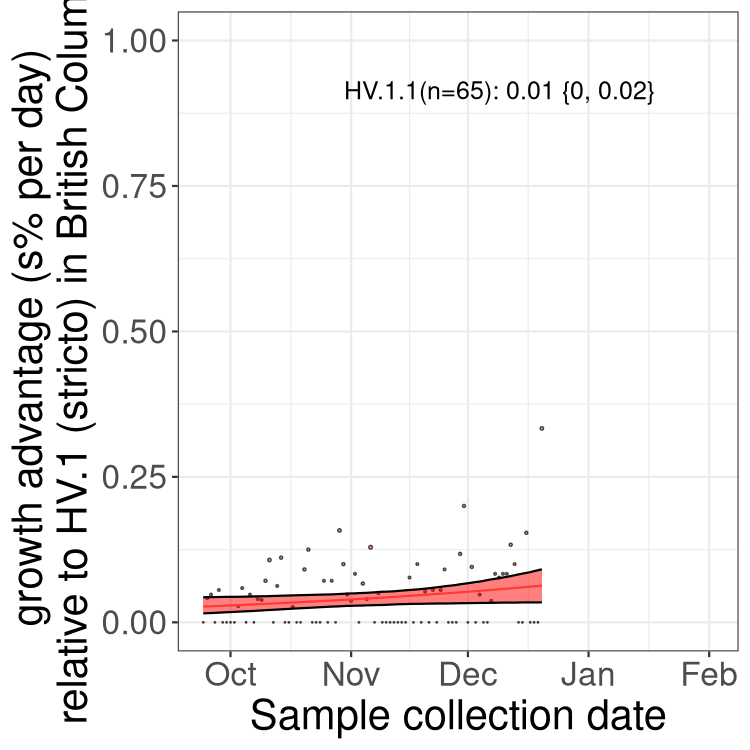 growth advantage (s% per day)
relative to HV.1 (stricto) in British Colum
1.00
0.75
0.50
0.25
0.00
HV.1.1(n=65): 0.01 {0, 0.02}
Oct Nov Dec Jan Feb
Sample collection date